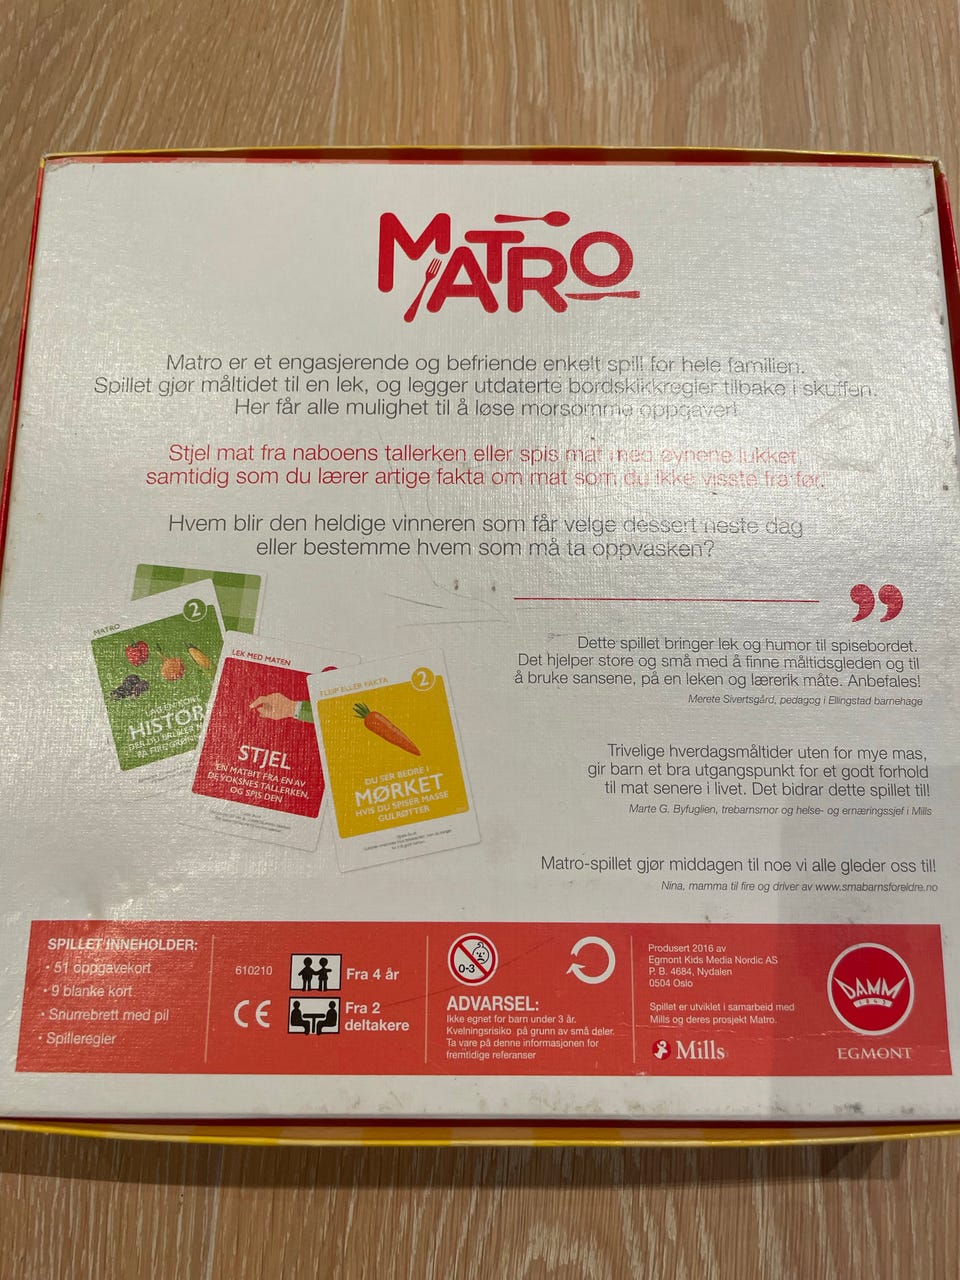 MATRO
Matro er et engasjerende og befriende enkelt spill for hele familien.
Spillet gjør måltidet til en lek, og legger utdaterte bordskikkregler tilbake i skuffen.
Her får alle mulighet til å løse morsomme oppgaver!
Stjel mat fra naboens tallerken eller spis mat med øynene lukket,
samtidig som du lærer artige fakta om mat som du ikke visste fra før.
Hvem blir den heldige vinneren som får velge dessert neste dag
eller bestemme hvem som må ta oppvasken?
MATRO
2
HISTOR
DER DU BRUKER
PÅ FIRE
LEK MED MATEN
STJEL
EN MATBIT FRA EN AV
DE VOKSNES TALLERKEN,
OG SPIS DEN
FLEIP ELLER FAKTA
2
DU SER BEDRE I
MØRKET
HVIS DU SPISER MASSE
GULRØTTER
”
Dette spillet bringer lek og humor til spisebordet.
Det hjelper store og små med å finne måltidsgleden og til
å bruke sansene, på en leken og lærerik måte. Anbefales!
Merete Sivertsgård, pedagog i Ellingstad barnehage
Trivelige hverdagsmåltider uten for mye mas,
gir barn et bra utgangspunkt for et godt forhold
til mat senere i livet. Det bidrar dette spillet til!
Marte G. Byfuglien, trebarnsmor og helse- og ernæringssjef i Mills
Matro-spillet gjør middagen til noe vi alle gleder oss til!
Nina, mamma til fire og driver av www.smabarnsforeldre.no
SPILLET INNEHOLDER:
• 51 oppgavekort
• 9 blanke kort
• Snurrebrett med pil
• Spilleregler
610210
CE
Fra 4 år
Fra 2
deltakere
0-3
ADVARSEL:
Ikke egnet for barn under 3 år.
Kvelningsrisiko på grunn av små deler.
Ta vare på denne informasjonen for
fremtidige referanser
Produsert 2016 av
Egmont Kids Media Nordic AS
P. B. 4684, Nydalen
0504 Oslo
Spillet er utviklet i samarbeid med
Mills og deres prosjekt Matro.
Mills
DAMM
1843
EGMONT